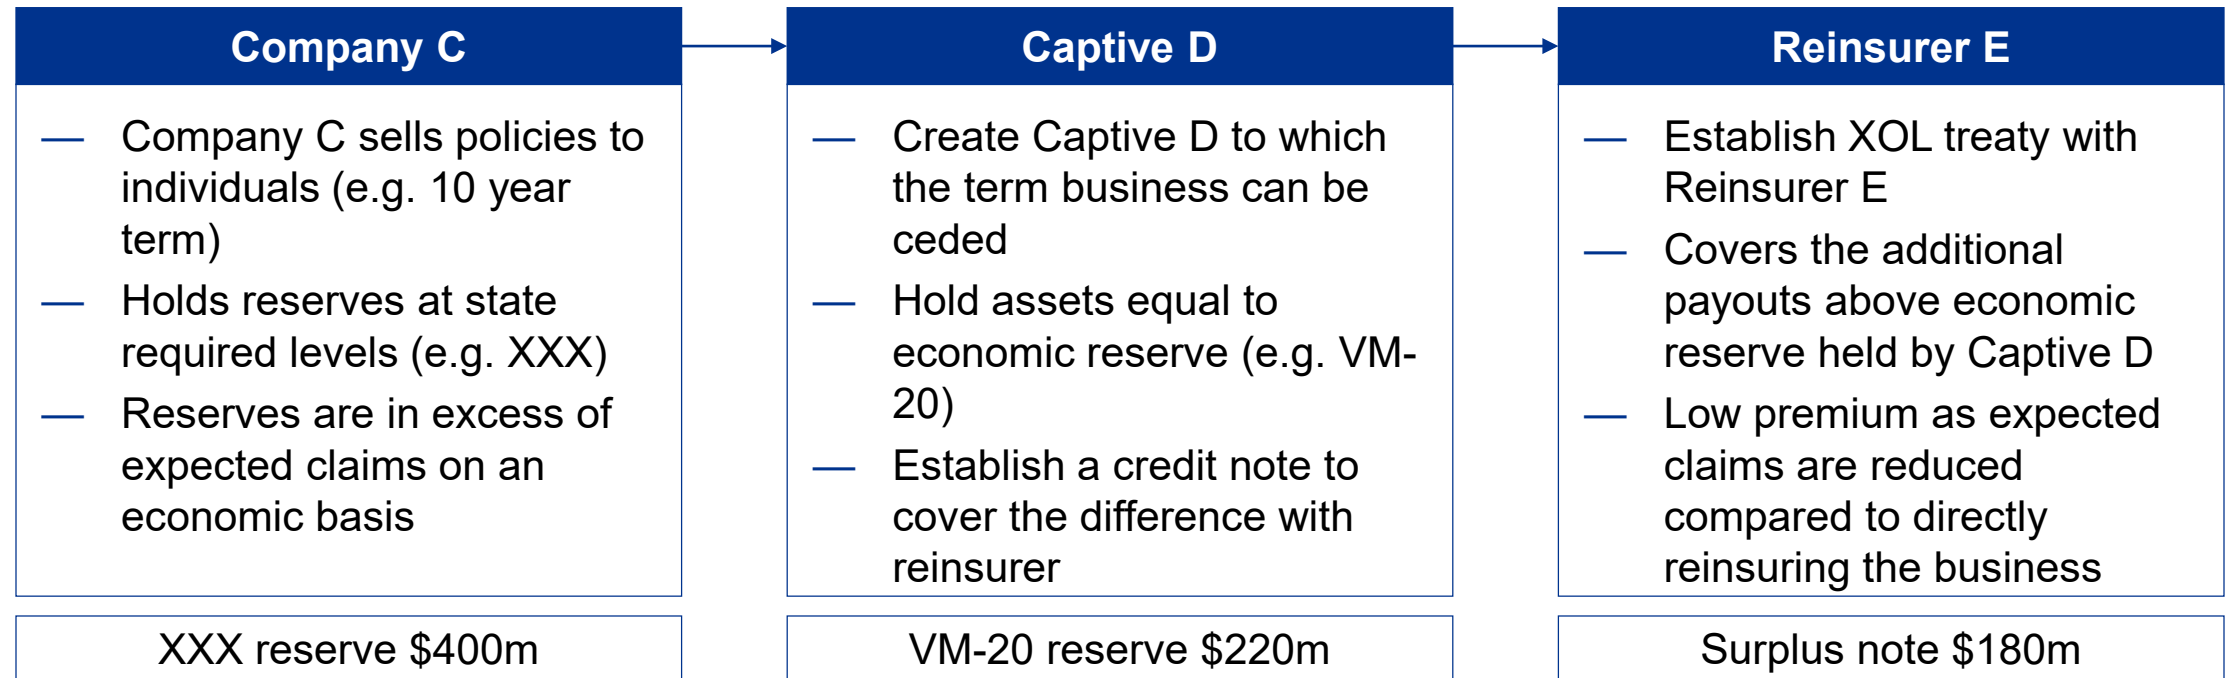 Company C
— Company C sells policies to
individuals (e.g. 10 year
term)
— Holds reserves at state
required levels (e.g. XXX)
— Reserves are in excess of
expected claims on an
economic basis
XXX reserve $400m
Captive D
— Create Captive D to which
the term business can be
ceded
— Hold assets equal to
economic reserve (e.g. VM-
20)
— Establish a credit note to
cover the difference with
reinsurer
VM-20 reserve $220m
Reinsurer E
— Establish XOL treaty with
Reinsurer E
— Covers the additional
payouts above economic
reserve held by Captive D
— Low premium as expected
claims are reduced
compared to directly
reinsuring the business
Surplus note $180m